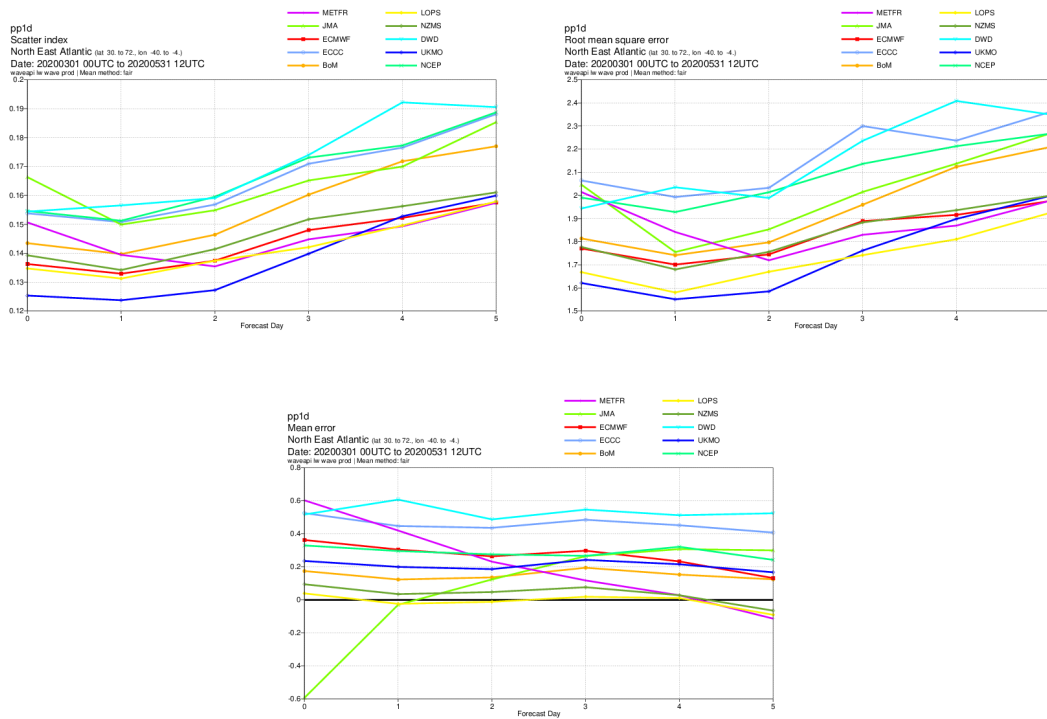 pp1d
Scatter index
North East Atlantic (lat 30. to 72., lon -40. to -4.)
Date: 20200301 00UTC to 20200531 12UTC
waveapi lw wave prod | Mean method: fair
METFR
JMA
ECMWF
ECCC
BoM
LOPS
NZMS
DWD
UKMO
NCEP
0.2
0.19
0.18
0.17
0.16
0.15
0.14
0.13
0.12
0 1 2 3 4 5
Forecast Day
pp1d
Root mean square error
North East Atlantic (lat 30. to 72., lon -40. to -4.)
Date: 20200301 00UTC to 20200531 12UTC
waveapi lw wave prod | Mean method: fair
METFR
JMA
ECMWF
ECCC
BoM
LOPS
NZMS
DWD
UKMO
NCEP
2.5
2.4
2.3
2.2
2.1
2
1.9
1.8
1.7
1.6
1.5
0 1 2 3 4
Forecast Day
pp1d
Mean error
North East Atlantic (lat 30. to 72., lon -40. to -4.)
Date: 20200301 00UTC to 20200531 12UTC
waveapi lw wave prod | Mean method: fair
METFR
JMA
ECMWF
ECCC
BoM
LOPS
NZMS
DWD
UKMO
NCEP
0.8
0.6
0.4
0.2
0
-0.2
-0.4
-0.6
0 1 2 3 4 5
Forecast Day